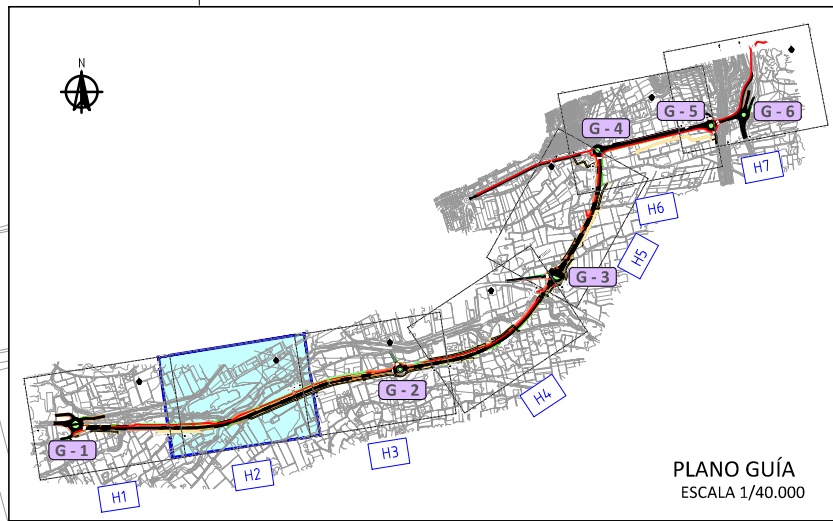 N
G - 4
G - 5
G - 6
H7
H6
H5
G - 3
G - 2
H4
G - 1
H3
H2
H1
PLANO GUÍA
ESCALA 1/40.000